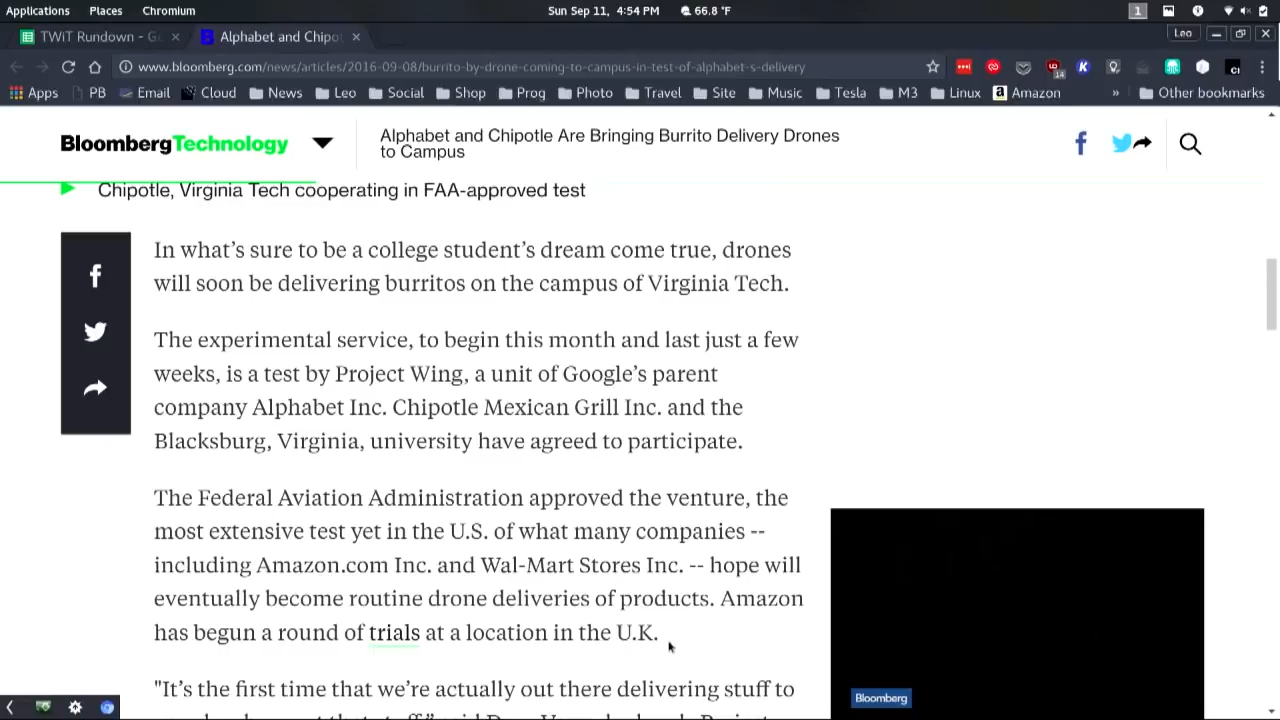 Applications Places Chromium Sun Sep 11, 4:54 PM 66.8 °F 1
TWiT Rundown - G Alphabet and Chipo Leo
www.bloomberg.com/news/articles/2016-09-08/burrito-by-drone-coming-to-campus-in-test-of-alphabet-s-delivery
Apps PB Email Cloud News Leo Social Shop Prog Photo Travel Site Music Tesla M3 Linux Amazon » Other bookmarks
BloombergTechnology
Alphabet and Chipotle Are Bringing Burrito Delivery Drones
to Campus
Chipotle, Virginia Tech cooperating in FAA-approved test
In what’s sure to be a college student’s dream come true, drones
will soon be delivering burritos on the campus of Virginia Tech.
The experimental service, to begin this month and last just a few
weeks, is a test by Project Wing, a unit of Google’s parent
company Alphabet Inc. Chipotle Mexican Grill Inc. and the
Blacksburg, Virginia, university have agreed to participate.
The Federal Aviation Administration approved the venture, the
most extensive test yet in the U.S. of what many companies --
including Amazon.com Inc. and Wal-Mart Stores Inc. -- hope will
eventually become routine drone deliveries of products. Amazon
has begun a round of trials at a location in the U.K.
"It’s the first time that we’re actually out there delivering stuff to
Bloomberg